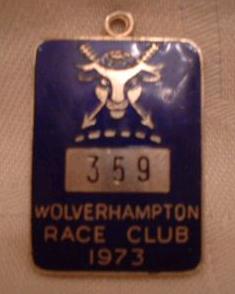 359
WOLVERHAMPTON
RACE CLUB
1973